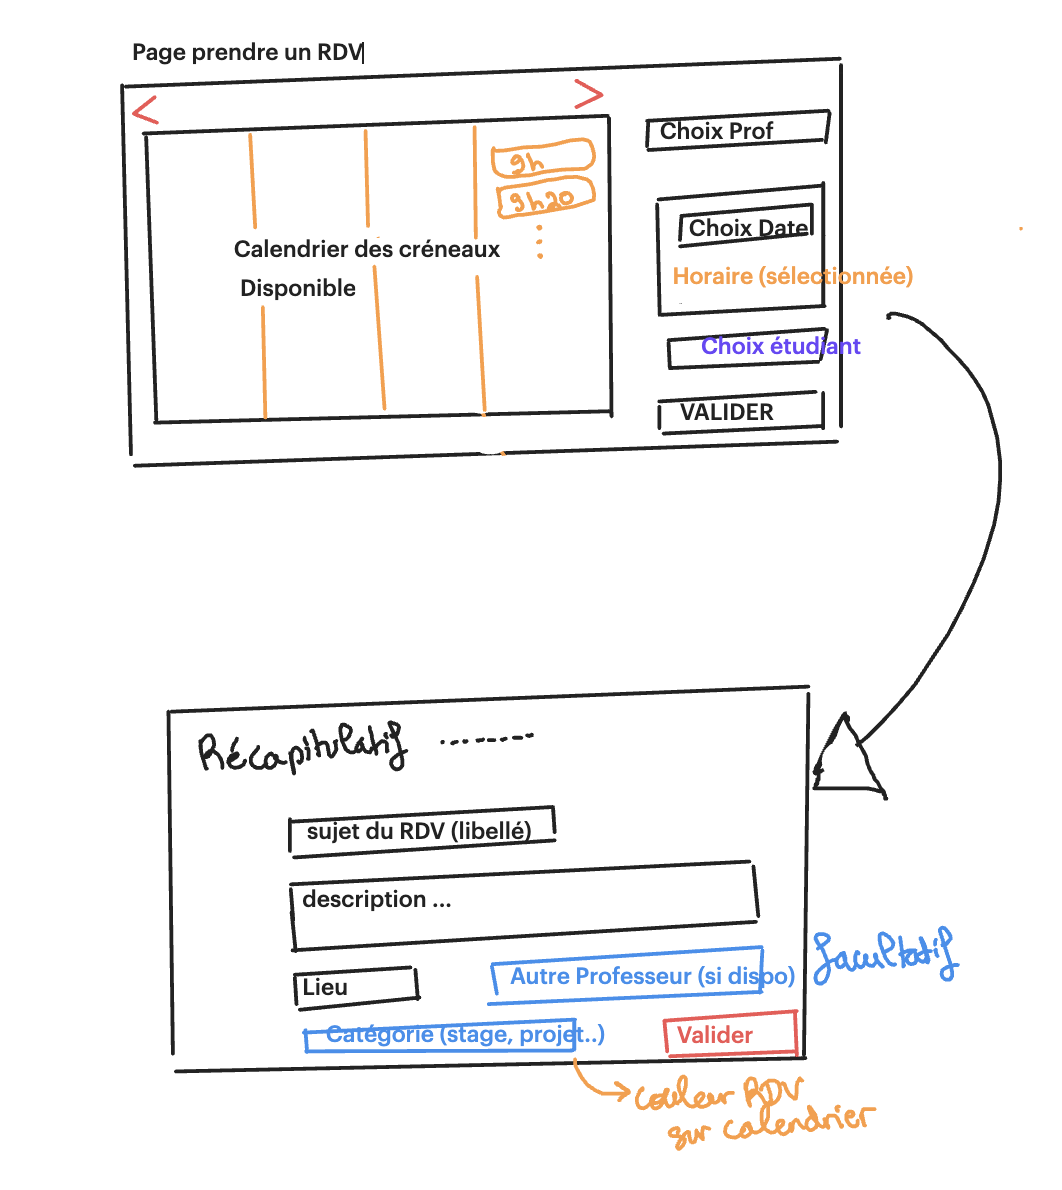 Page prendre un RDV
Choix Prof
9h
9h20
Choix Date
Calendrier des créneaux
Disponible
Horaire (sélectionnée)
Choix étudiant
VALIDER
Récapitulatif
sujet du RDV (libellé)
description ...
Lieu
Autre Professeur (si dispo)
facultatif
Catégorie (stage, projet..)
Valider
couleur RDV
sur calendrier